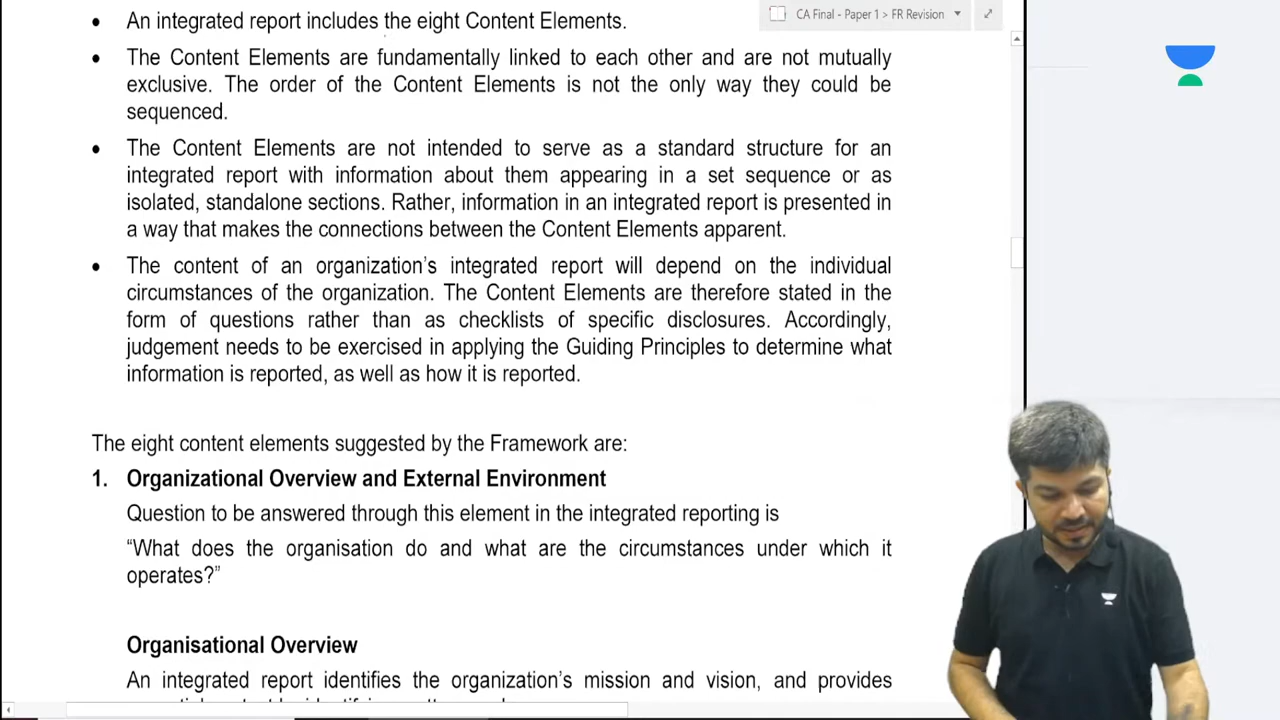 CA Final - Paper 1 > FR Revision
• An integrated report includes the eight Content Elements.
• The Content Elements are fundamentally linked to each other and are not mutually
exclusive. The order of the Content Elements is not the only way they could be
sequenced.
• The Content Elements are not intended to serve as a standard structure for an
integrated report with information about them appearing in a set sequence or as
isolated, standalone sections. Rather, information in an integrated report is presented in
a way that makes the connections between the Content Elements apparent.
• The content of an organization’s integrated report will depend on the individual
circumstances of the organization. The Content Elements are therefore stated in the
form of questions rather than as checklists of specific disclosures. Accordingly,
judgement needs to be exercised in applying the Guiding Principles to determine what
information is reported, as well as how it is reported.
The eight content elements suggested by the Framework are:
1. Organizational Overview and External Environment
Question to be answered through this element in the integrated reporting is
“What does the organisation do and what are the circumstances under which it
operates?”
Organisational Overview
An integrated report identifies the organization’s mission and vision, and provides